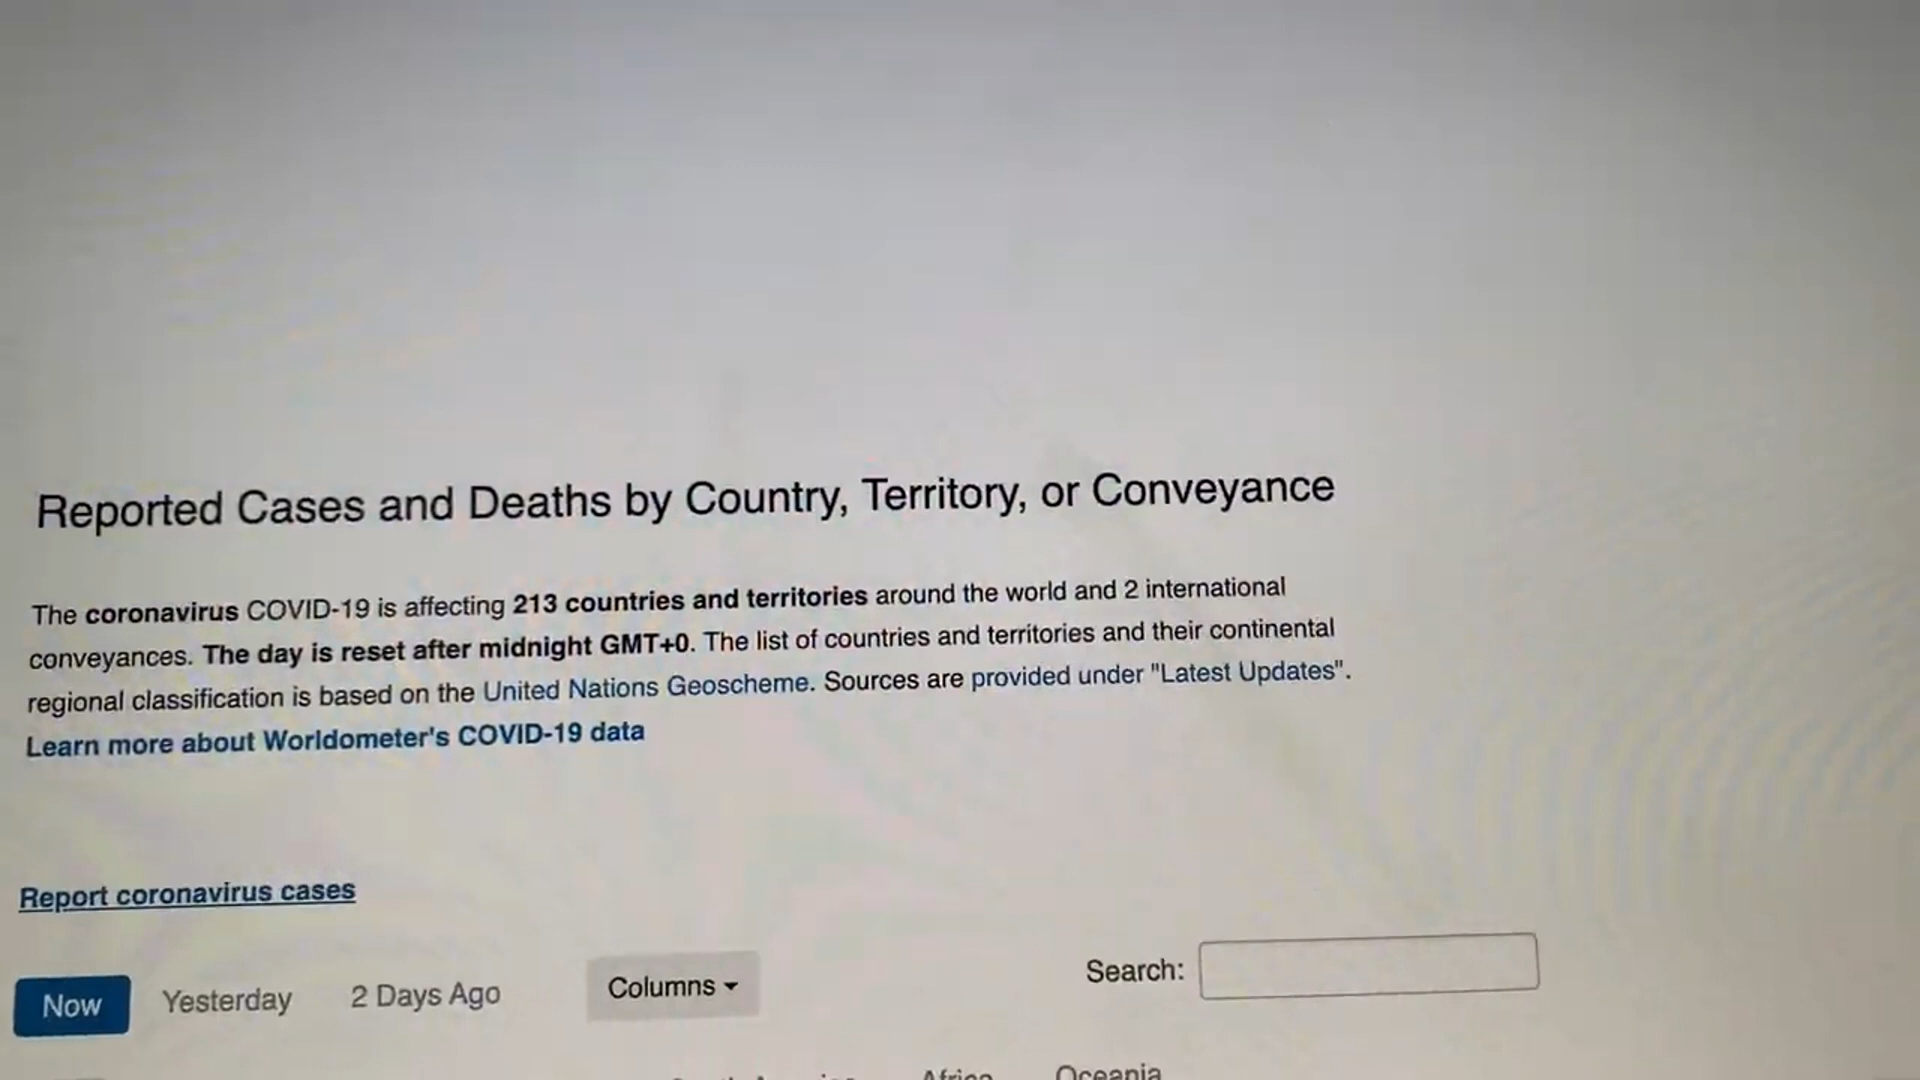 Reported Cases and Deaths by Country, Territory, or Conveyance
The coronavirus COVID-19 is affecting 213 countries and territories around the world and 2 international
conveyances. The day is reset after midnight GMT+0. The list of countries and territories and their continental
regional classification is based on the United Nations Geoscheme. Sources are provided under "Latest Updates".
Learn more about Worldometer's COVID-19 data
Report coronavirus cases
Now Yesterday 2 Days Ago Columns Search:
Africa Oceania